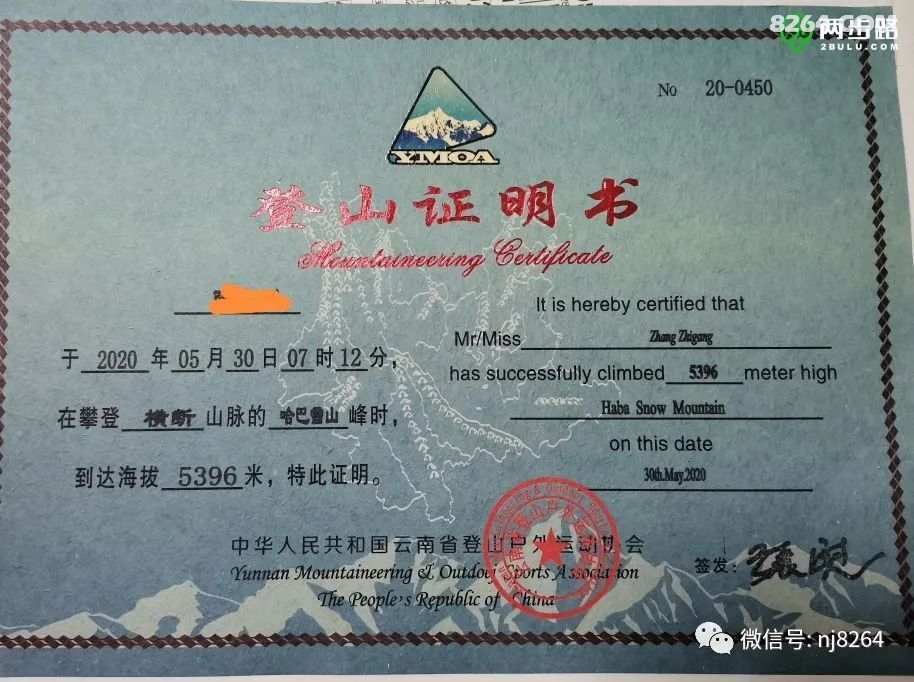 8264.COM
两步路
2BULU.COM
No 20-0450
YMOA
登山证明书
Mountaineering Certificate
于 2020 年 05 月 30 日 07 时 12 分，
在攀登 横断 山脉的 哈巴雪山 峰时，
到达海拔 5396 米，特此证明。
It is hereby certified that
Mr/Miss Zhang Zhigang
has successfully climbed 5396 meter high
Haba Snow Mountain
on this date
30th.May.2020
中华人民共和国云南省登山户外运动协会
Yunnan Mountaineering & Outdoor Sports Association
The People's Republic of China
签发:
微信号: nj8264